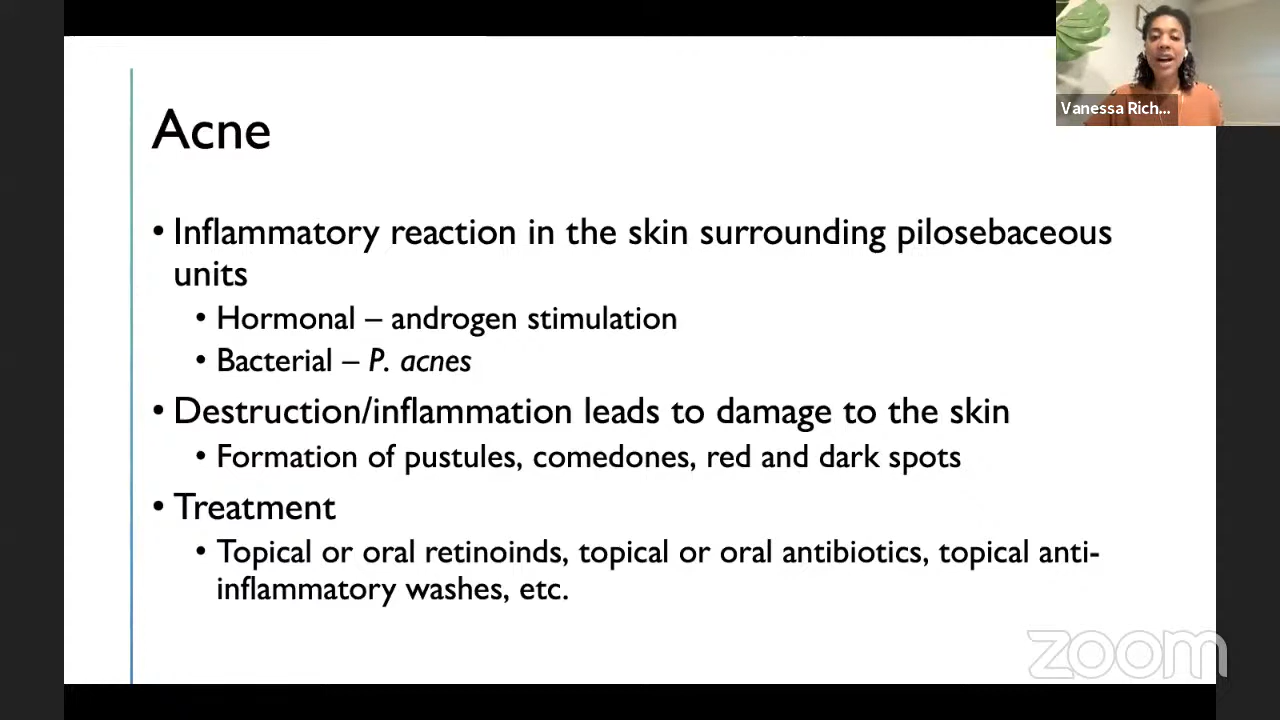 Vanessa Rich...
Acne
• Inflammatory reaction in the skin surrounding pilosebaceous
units
• Hormonal – androgen stimulation
• Bacterial – P. acnes
• Destruction/inflammation leads to damage to the skin
• Formation of pustules, comedones, red and dark spots
• Treatment
• Topical or oral retinoinds, topical or oral antibiotics, topical anti-
inflammatory washes, etc.
zoom